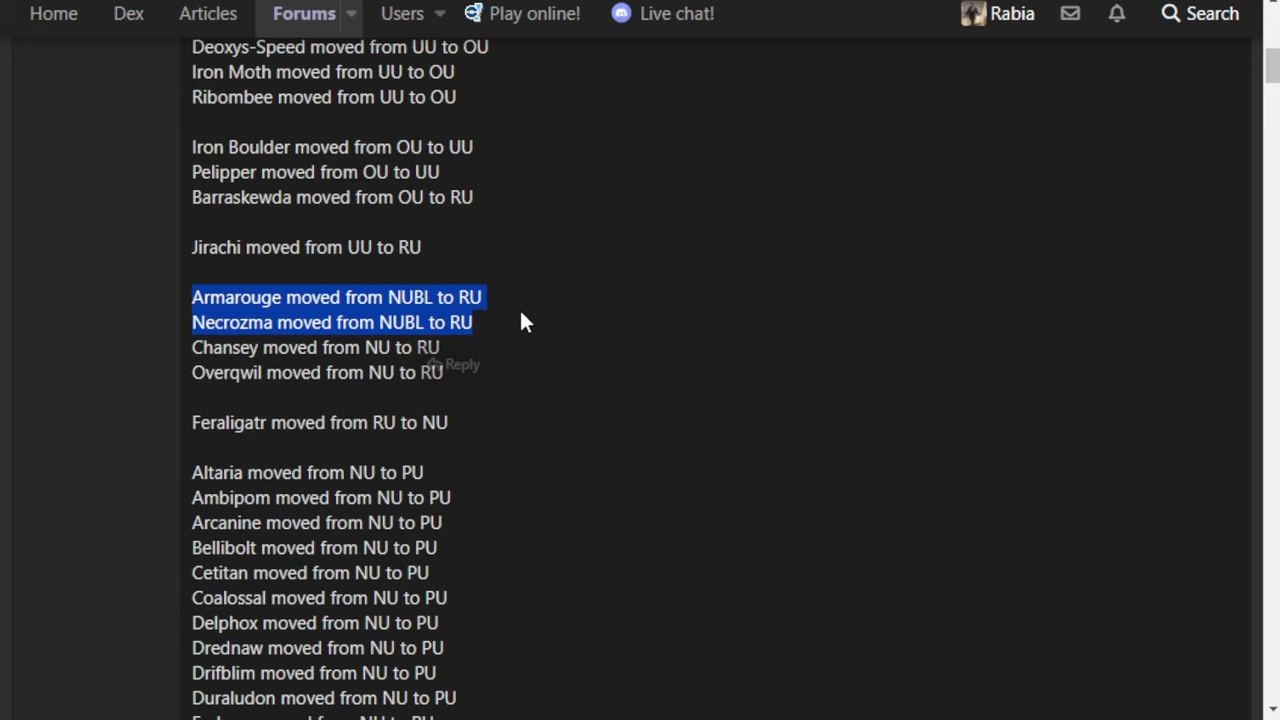 Home Dex Articles Forums Users Play online! Live chat! Rabia Search
Deoxys-Speed moved from UU to OU
Iron Moth moved from UU to OU
Ribombee moved from UU to OU
Iron Boulder moved from OU to UU
Pelipper moved from OU to UU
Barraskewda moved from OU to RU
Jirachi moved from UU to RU
Armarouge moved from NUBL to RU
Necrozma moved from NUBL to RU
Chansey moved from NU to RU
Reply
Overqwil moved from NU to RU
Feraligatr moved from RU to NU
Altaria moved from NU to PU
Ambipom moved from NU to PU
Arcanine moved from NU to PU
Bellibolt moved from NU to PU
Cetitan moved from NU to PU
Coalossal moved from NU to PU
Delphox moved from NU to PU
Drednaw moved from NU to PU
Drifblim moved from NU to PU
Duraludon moved from NU to PU